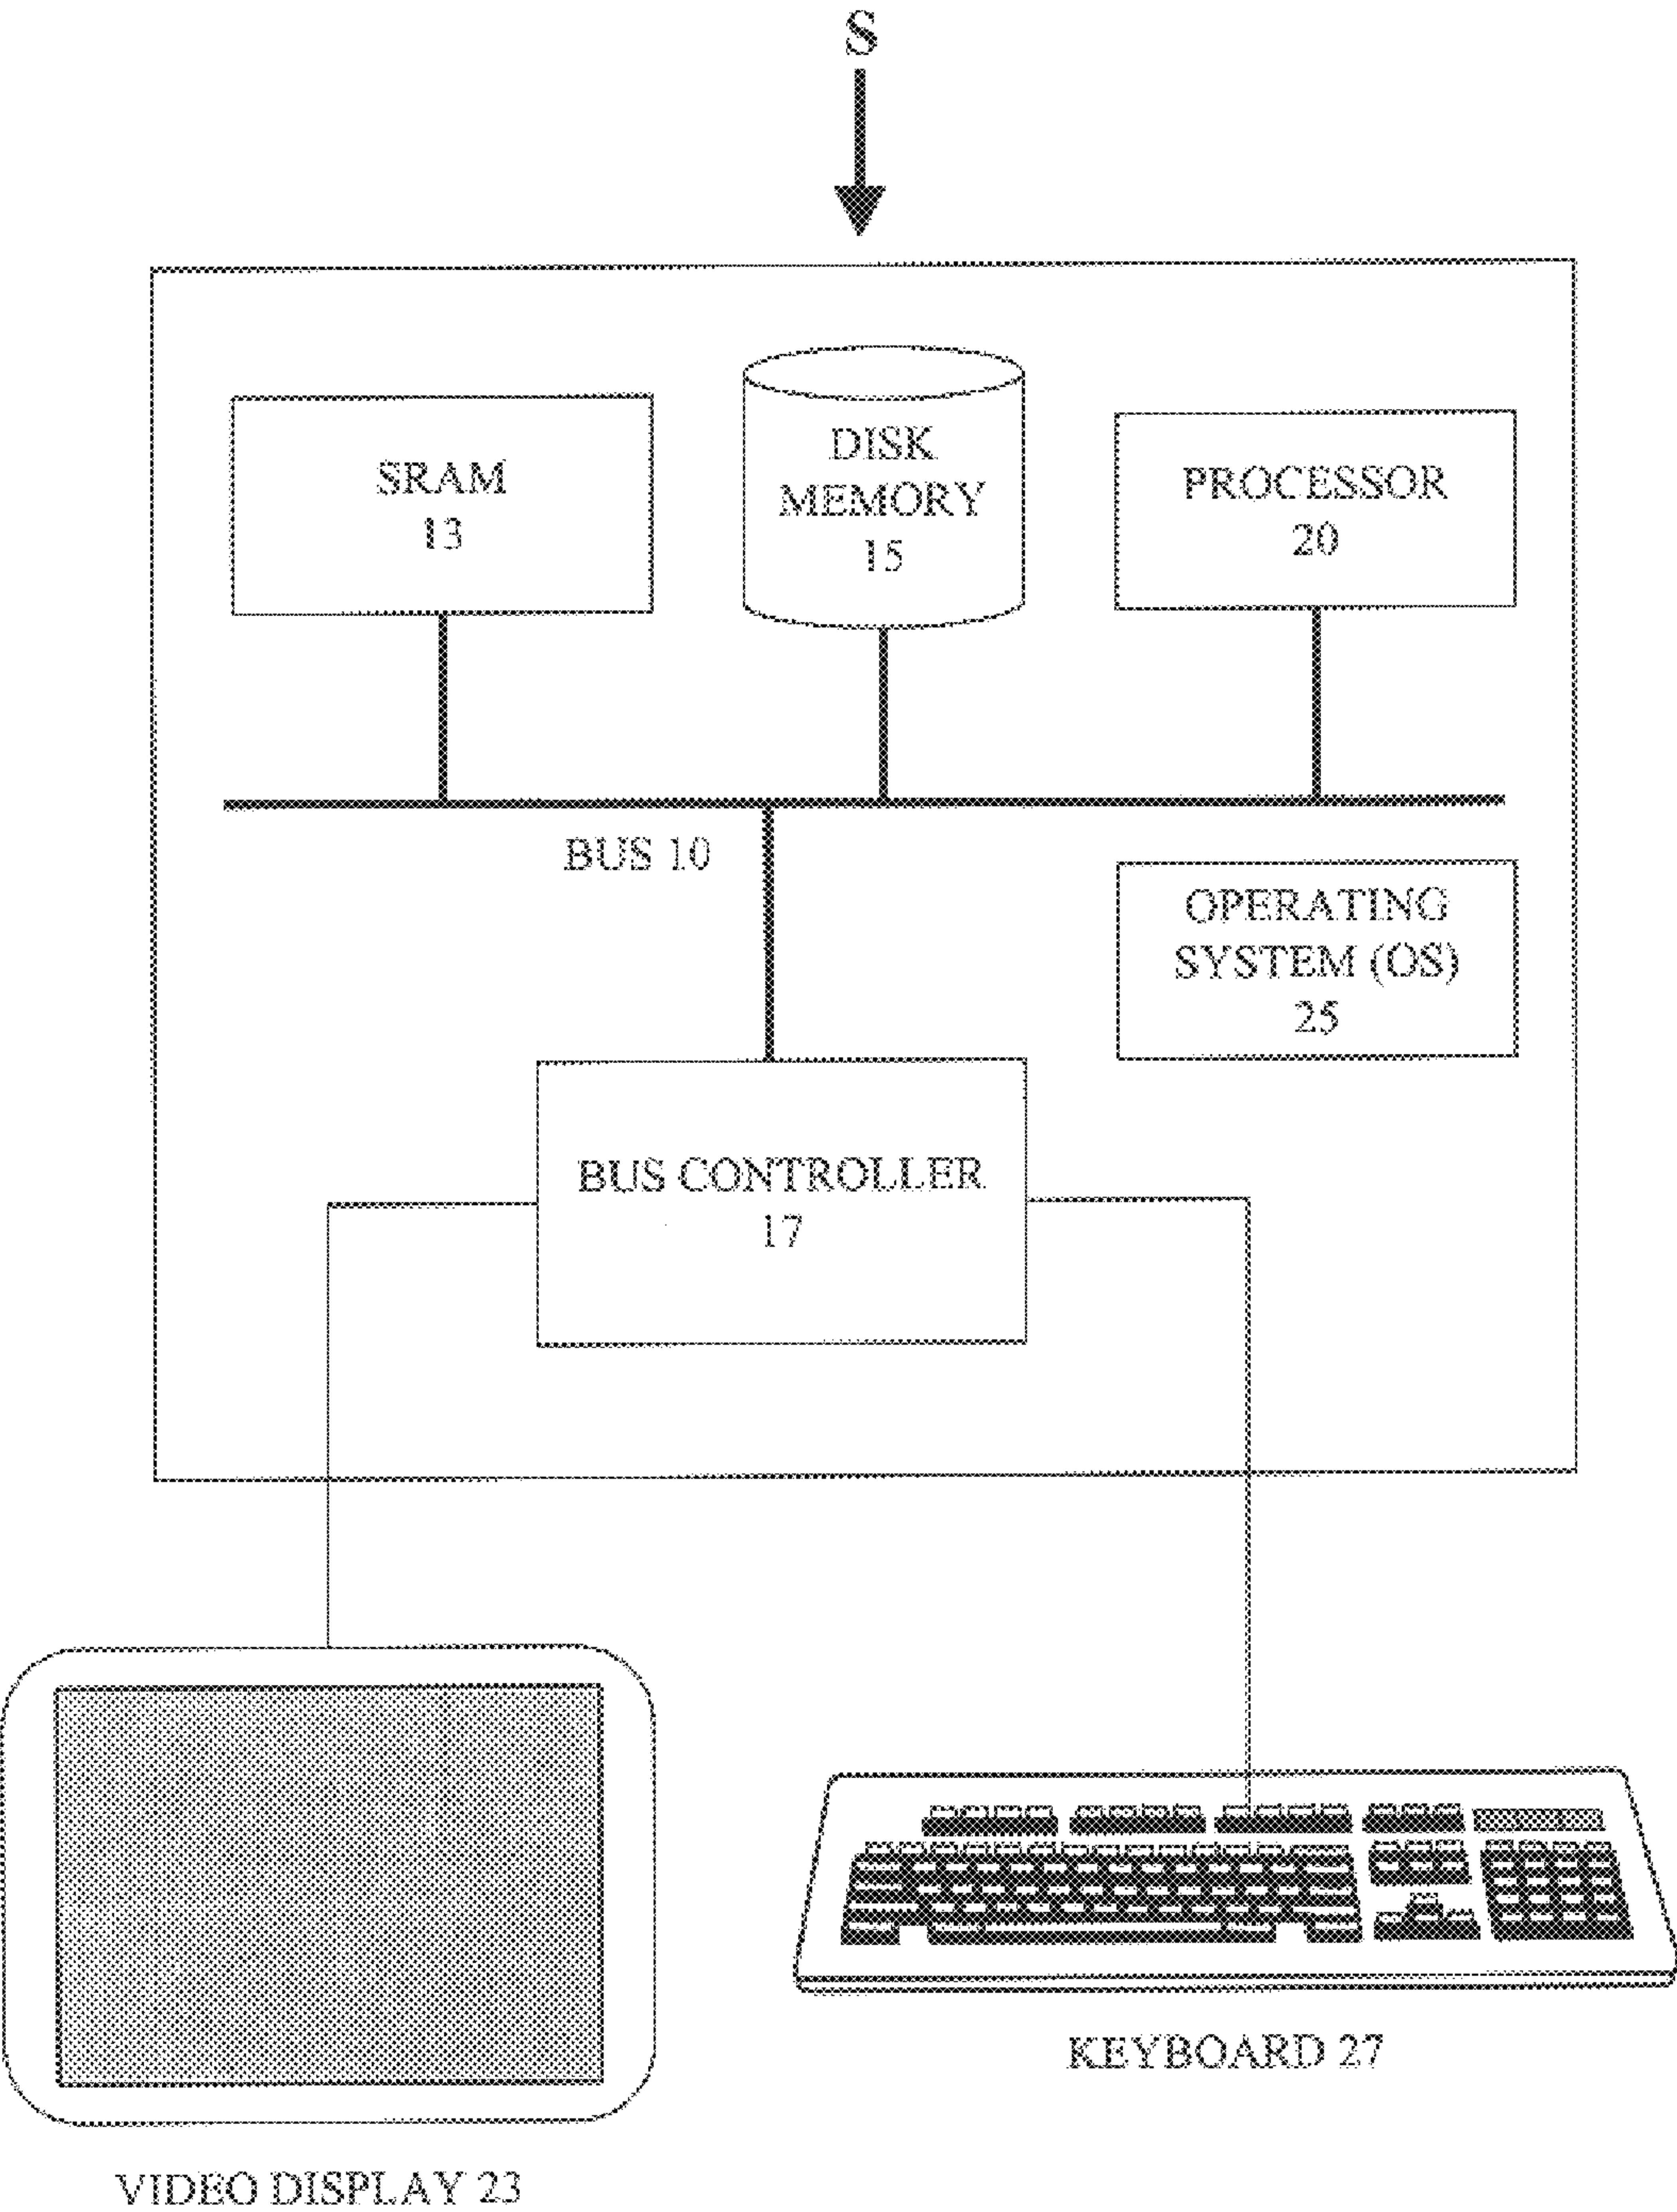 S
SRAM
13
DISK
MEMORY
15
PROCESSOR
20
BUS 10
OPERATING
SYSTEM (OS)
25
BUS CONTROLLER
17
KEYBOARD 27
VIDEO DISPLAY 23